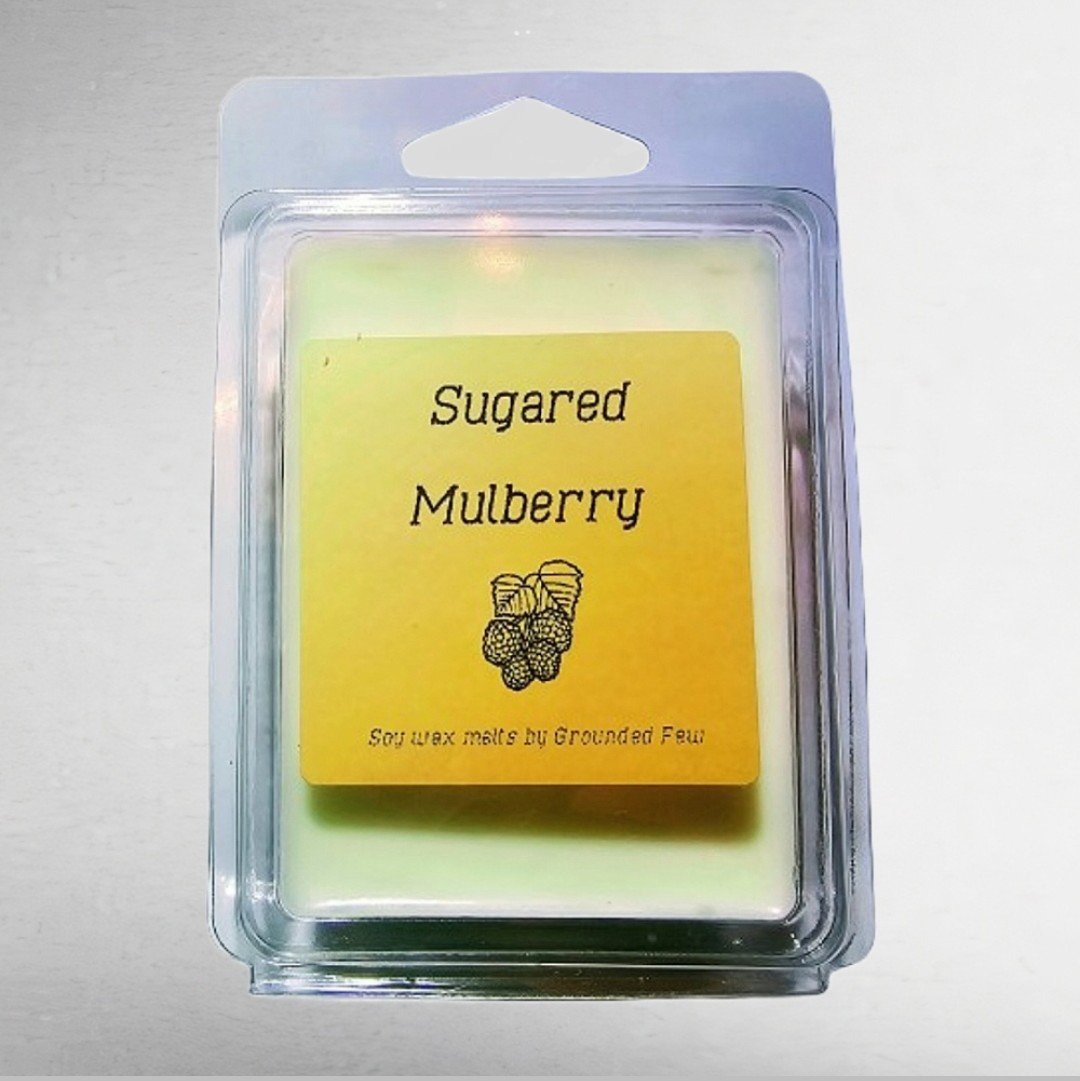 Sugared
Mulberry
Soy wax melts by Grounded Few